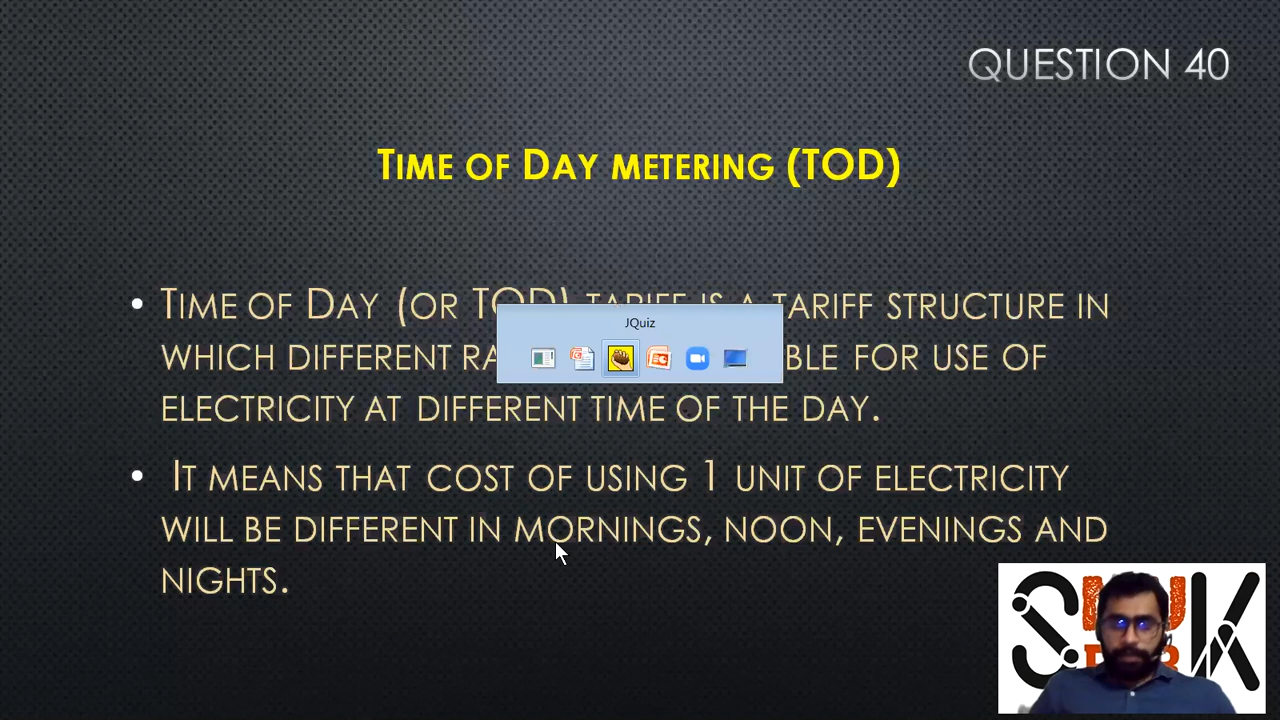 QUESTION 40
TIME OF DAY METERING (TOD)
• TIME OF DAY (OR TOD) TARIFF IS A TARIFF STRUCTURE IN
WHICH DIFFERENT RA BLE FOR USE OF
ELECTRICITY AT DIFFERENT TIME OF THE DAY.
JQuiz
• IT MEANS THAT COST OF USING 1 UNIT OF ELECTRICITY
WILL BE DIFFERENT IN MORNINGS, NOON, EVENINGS AND
NIGHTS.